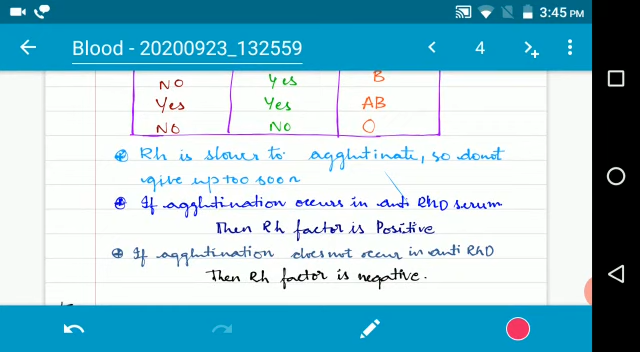 3:45 PM
Blood - 20200923_132559
4
NO Yes B
Yes Yes AB
NO NO O
Rh is slower to agglutinate, so donot
give up too soon
If agglutination occurs in anti RhD serum
Then Rh factor is Positive
If agglutination does not occur in anti RhD
Then Rh factor is negative.